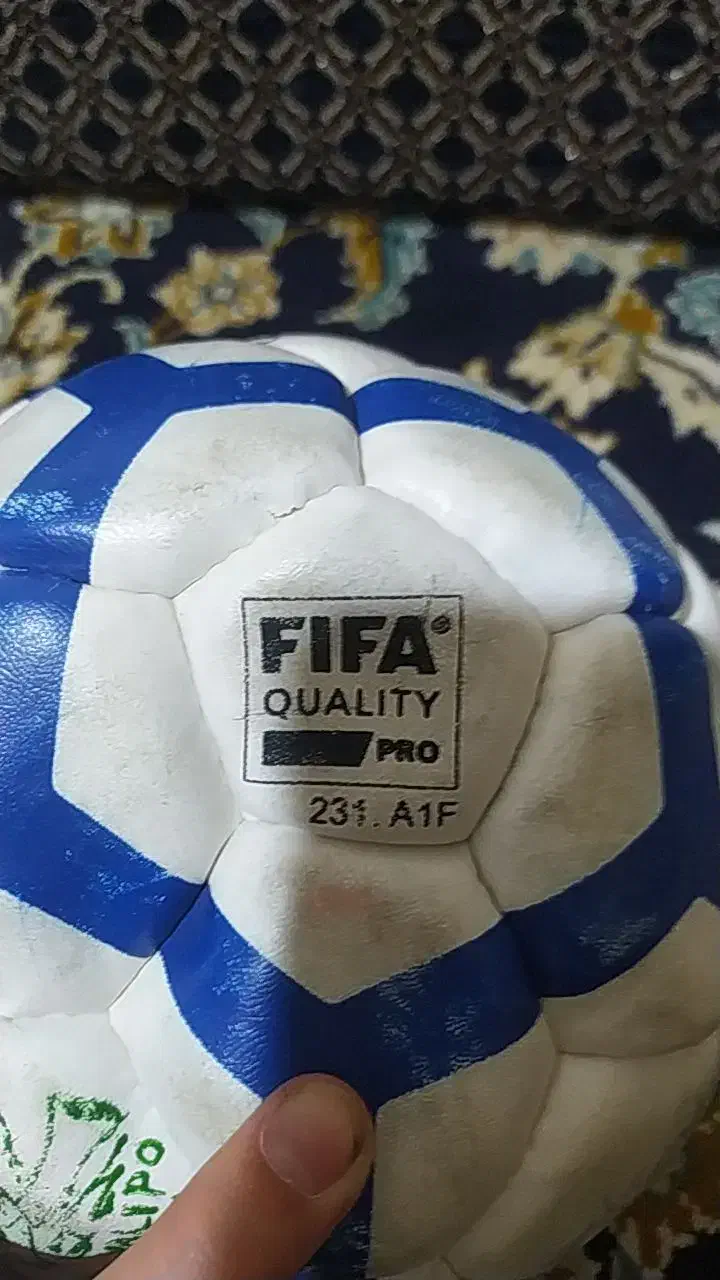 FIFA®
QUALITY
PRO
231. A1F